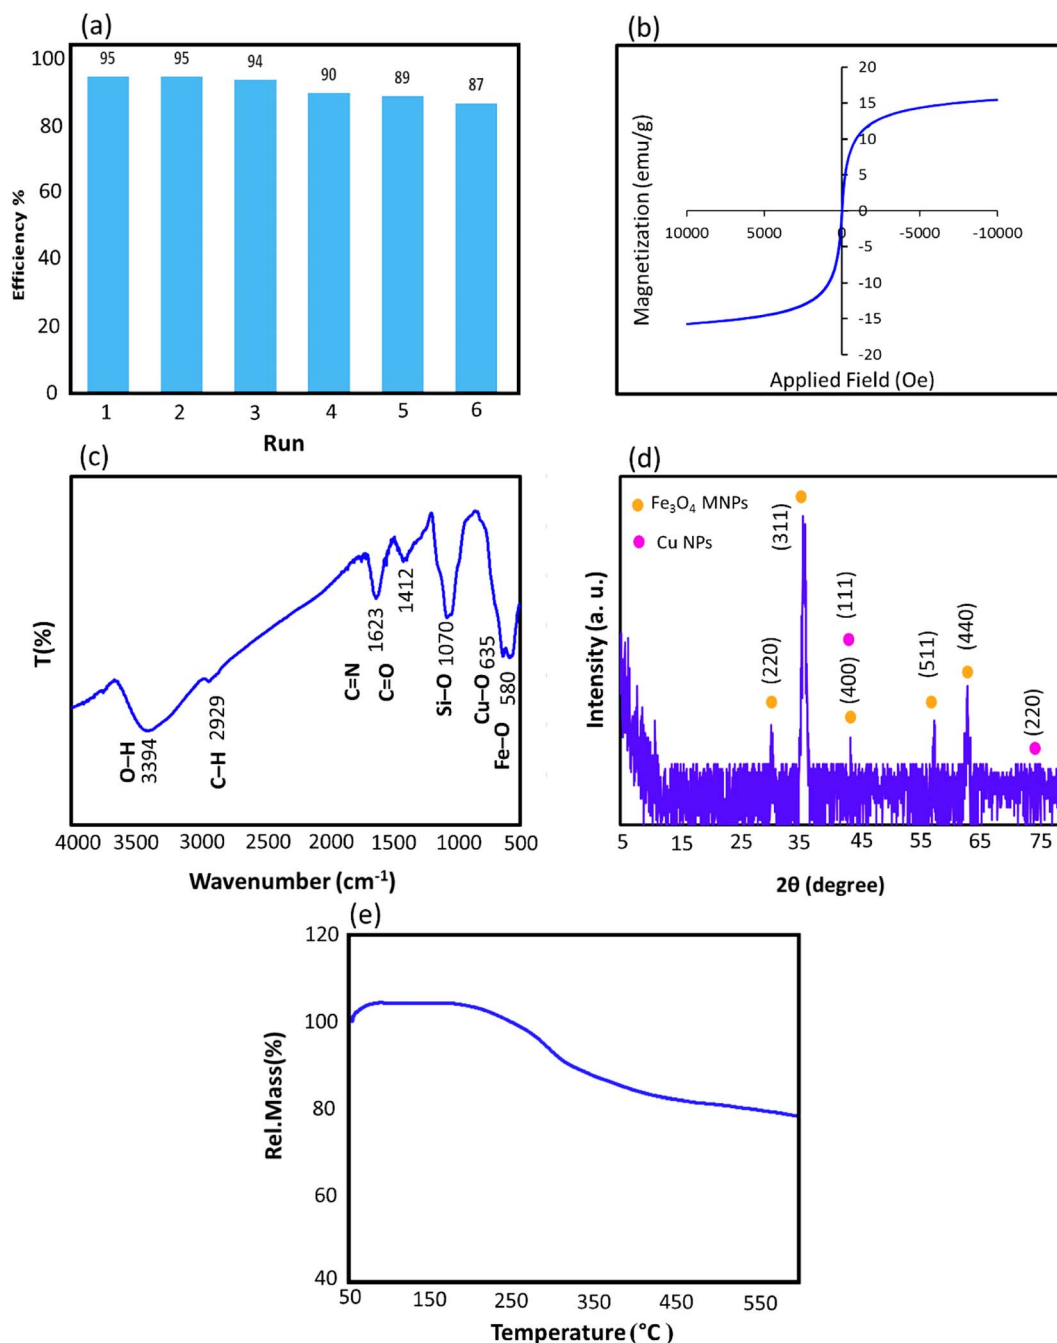 (a)
100
80
60
40
20
0
Efficiency %
95
95
94
90
89
87
1
2
3
4
5
6
Run
(b)
20
15
10
5
0
-5
-10
-15
-20
10000
5000
0
-5000
-10000
Magnetization (emu/g)
Applied Field (Oe)
(c)
T(%)
O–H
3394
C–H 2929
C=N
1623
C=O
1412
Si–O 1070
Cu–O 635
Fe–O 580
4000 3500 3000 2500 2000 1500 1000 500
Wavenumber (cm⁻¹)
(d)
Fe₃O₄ MNPs
Cu NPs
Intensity (a. u.)
(220)
(311)
(111)
(400)
(511)
(440)
(220)
5 15 25 35 45 55 65 75
2θ (degree)
(e)
120
100
80
60
40
Rel.Mass(%)
50 150 250 350 450 550
Temperature (°C)